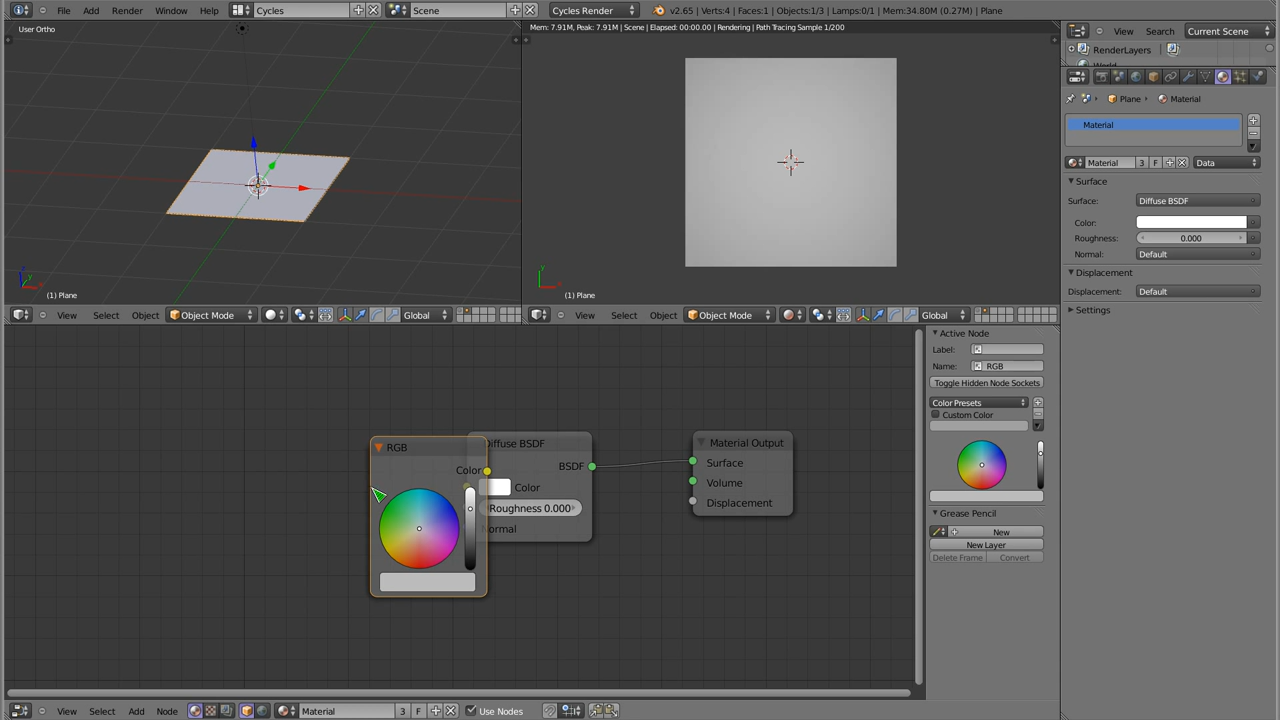 File Add Render Window Help Cycles Scene Cycles Render v2.65 | Verts:4 | Faces:1 | Objects:1/3 | Lamps:0/1 | Mem:34.80M (0.27M) | Plane
User Ortho
Mem: 7.91M, Peak: 7.91M | Scene | Elapsed: 00:00.00 | Rendering | Path Tracing Sample 1/200
View Search Current Scene
RenderLayers
World
Plane Material
Material
Material 3 F Data
Surface
Surface: Diffuse BSDF
Color:
Roughness: 0.000
Normal: Default
Displacement
Displacement: Default
Settings
(1) Plane
(1) Plane
View Select Object Object Mode Global
View Select Object Object Mode Global
RGB
Color
Diffuse BSDF
BSDF
Color
Roughness 0.000
Normal
Material Output
Surface
Volume
Displacement
Active Node
Label:
Name: RGB
Toggle Hidden Node Sockets
Color Presets
Custom Color
Grease Pencil
New
New Layer
Delete Frame Convert
View Select Add Node Material 3 F Use Nodes